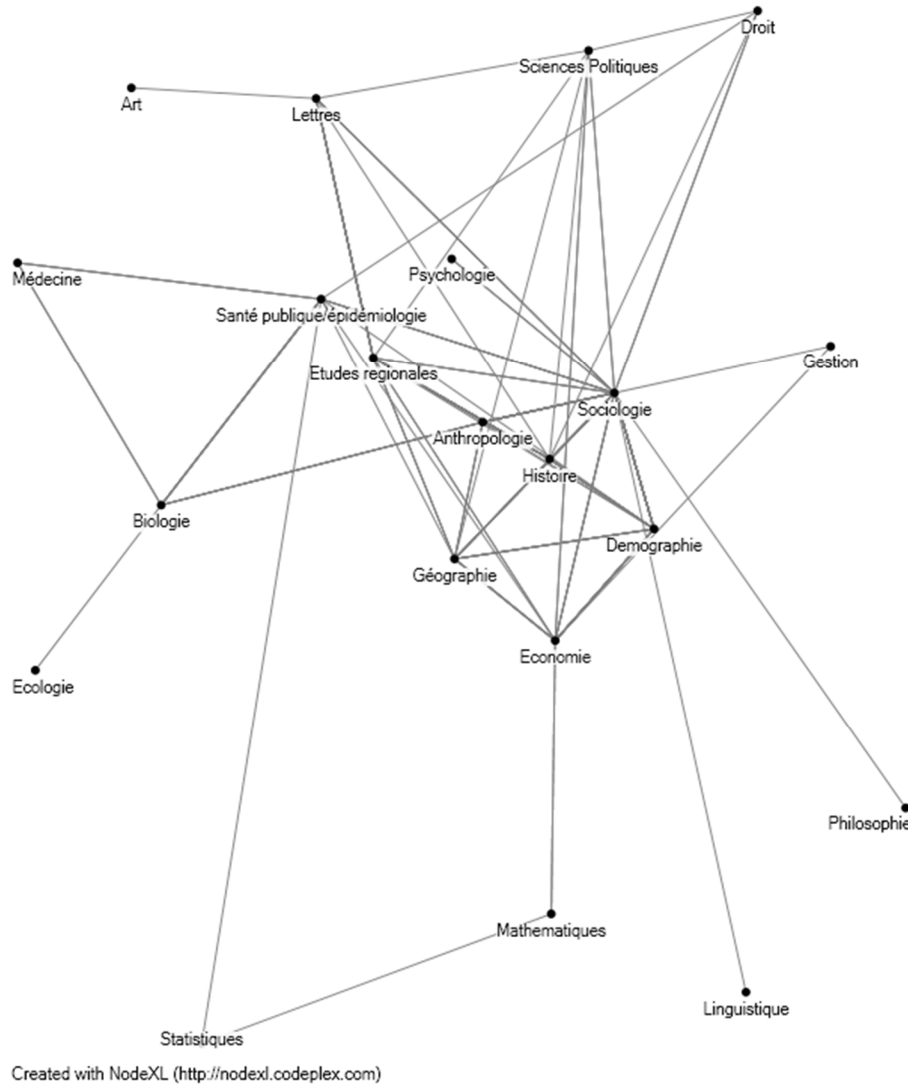 Droit
Sciences Politiques
Art
Lettres
Médecine
Psychologie
Santé publique/épidémiologie
Etudes regionales
Gestion
Sociologie
Anthropologie
Histoire
Biologie
Demographie
Géographie
Economie
Ecologie
Philosophie
Mathematiques
Linguistique
Statistiques
Created with NodeXL (http://nodexl.codeplex.com)